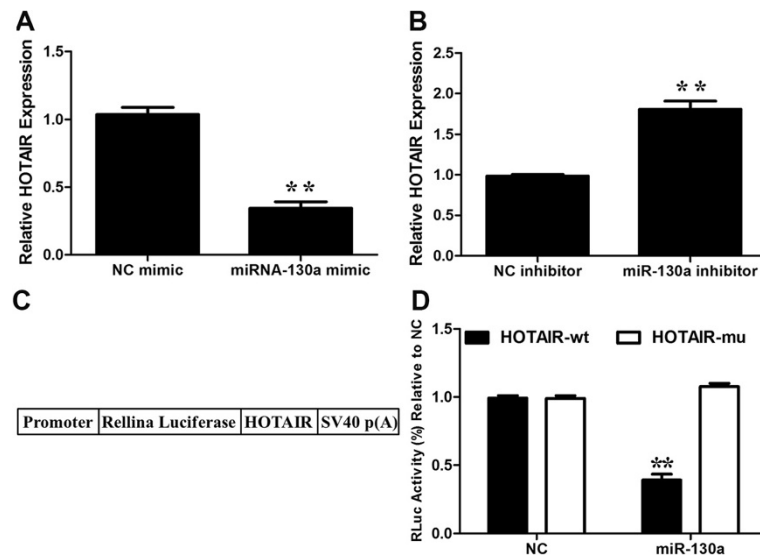 A
Relative HOTAIR Expression
1.5
1.0
0.5
0.0
**
NC mimic
miRNA-130a mimic
B
Relative HOTAIR Expression
2.5
2.0
1.5
1.0
0.5
0.0
**
NC inhibitor
miR-130a inhibitor
C
Promoter Rellina Luciferase HOTAIR SV40 p(A)
D
RLuc Activity (%) Relative to NC
1.5
1.0
0.5
0.0
HOTAIR-wt
HOTAIR-mu
**
NC
miR-130a